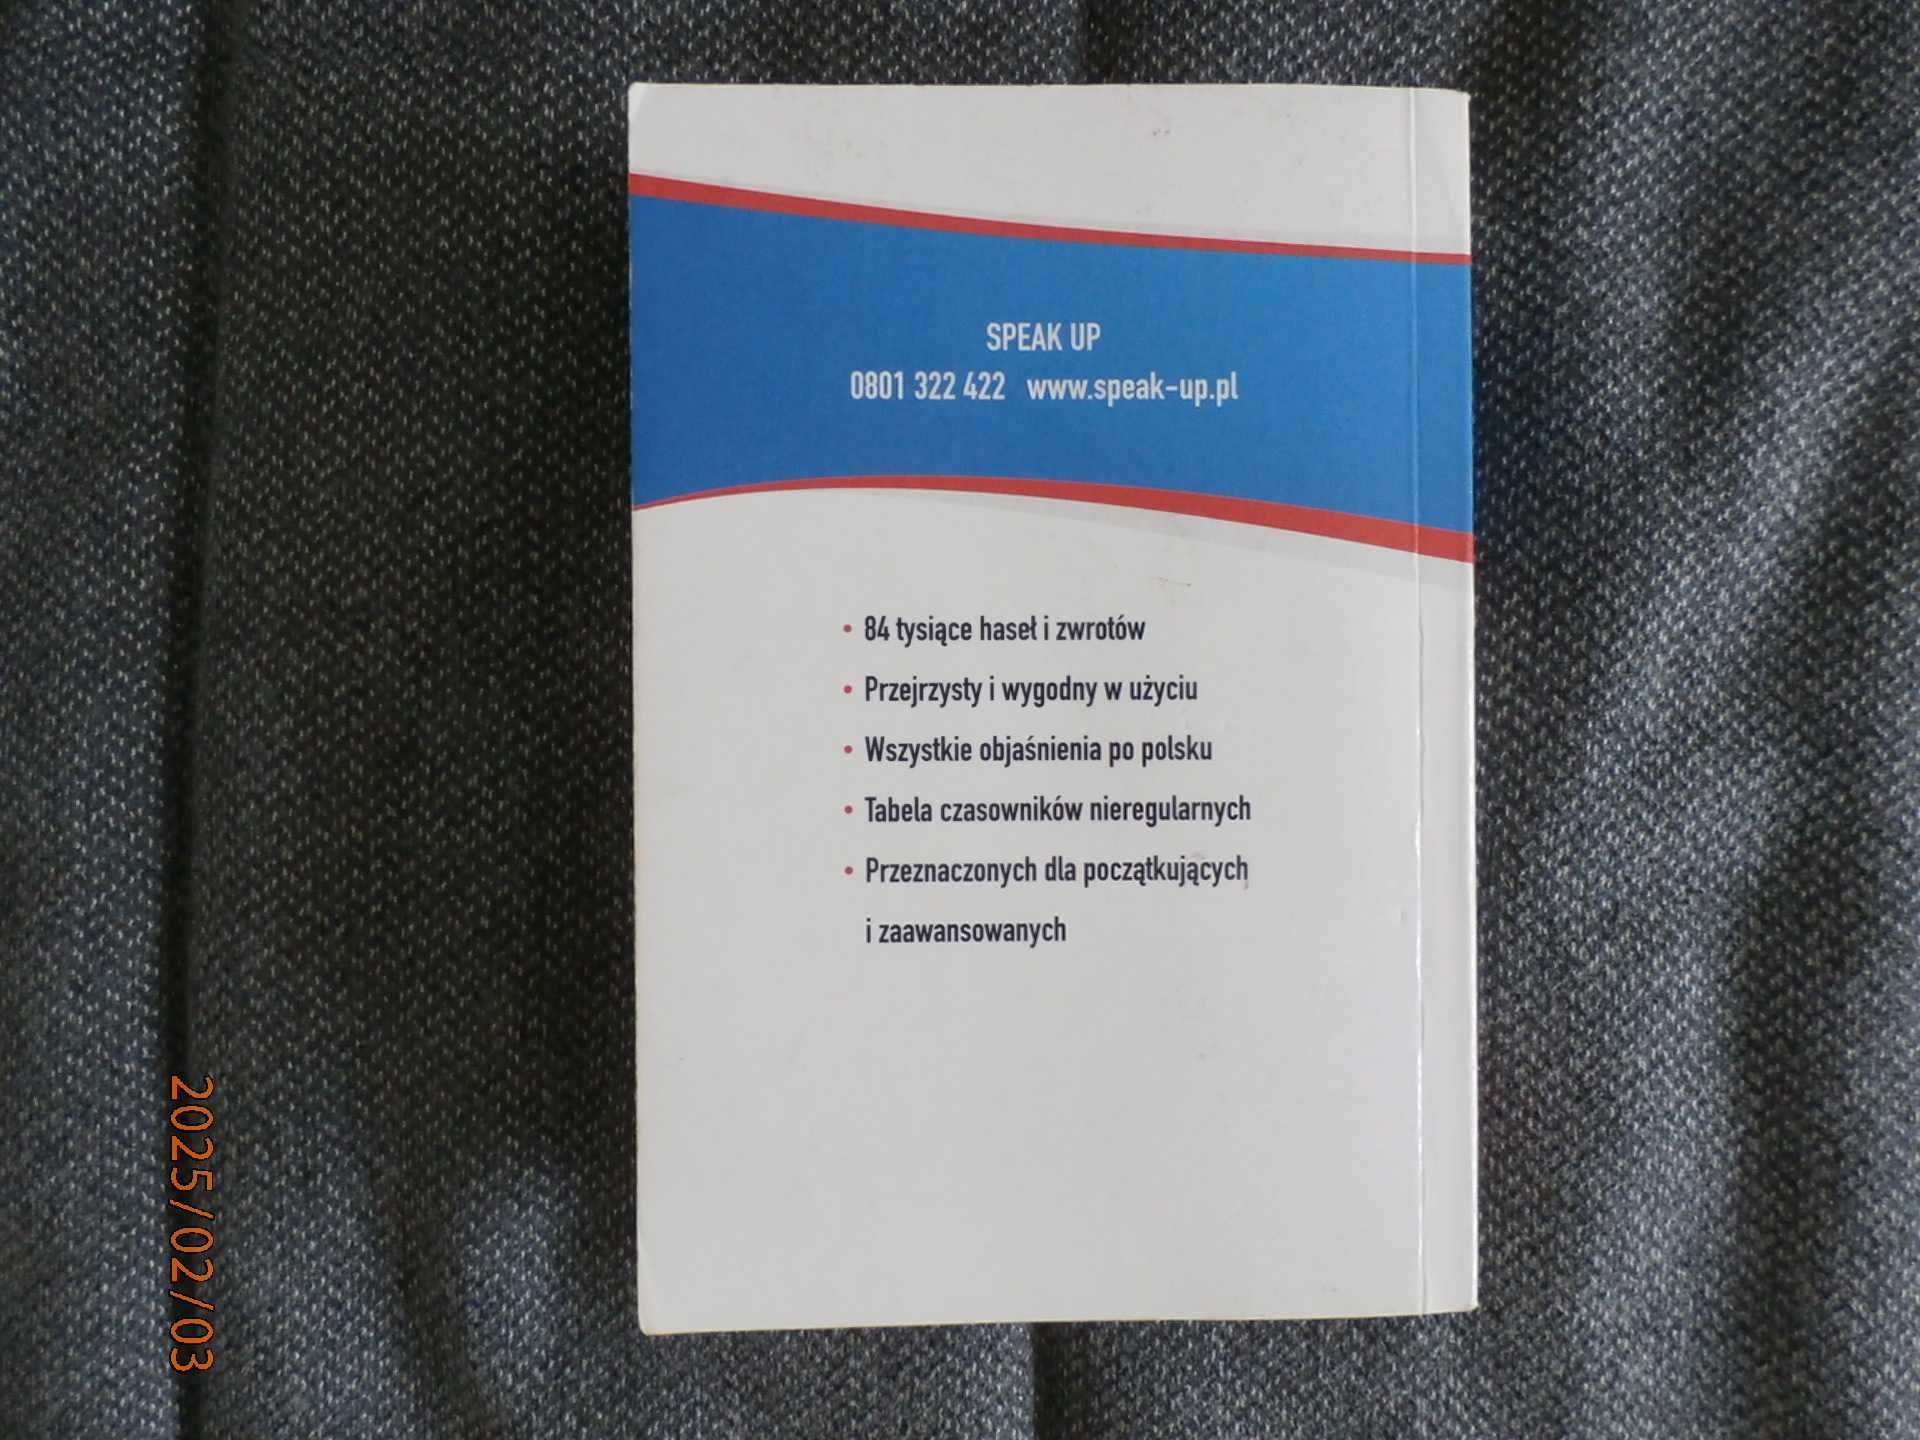 SPEAK UP
0801 322 422 www.speak-up.pl
• 84 tysiące haseł i zwrotów
• Przejrzysty i wygodny w użyciu
• Wszystkie objaśnienia po polsku
• Tabela czasowników nieregularnych
• Przeznaczonych dla początkujących
i zaawansowanych
2025/02/03